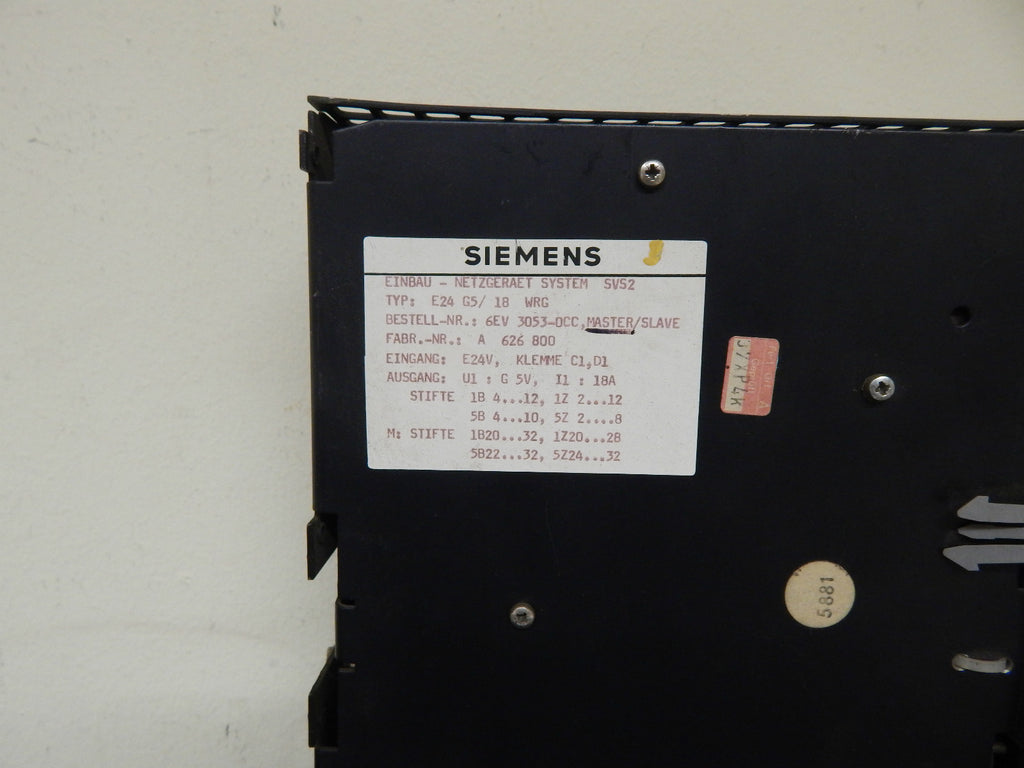 SIEMENS
EINBAU - NETZGERAET SYSTEM SVS2
TYP: E24 G5/ 18 WRG
BESTELL-NR.: 6EV 3053-0CC,MASTER/SLAVE
FABR.-NR.: A 626 800
EINGANG: E24V, KLEMME C1,D1
AUSGANG: U1 : G 5V, I1 : 18A
STIFTE 1B 4...12, 1Z 2...12
5B 4...10, 5Z 2....8
M: STIFTE 1B20...32, 1Z20...28
5B22...32, 5Z24...32
5881